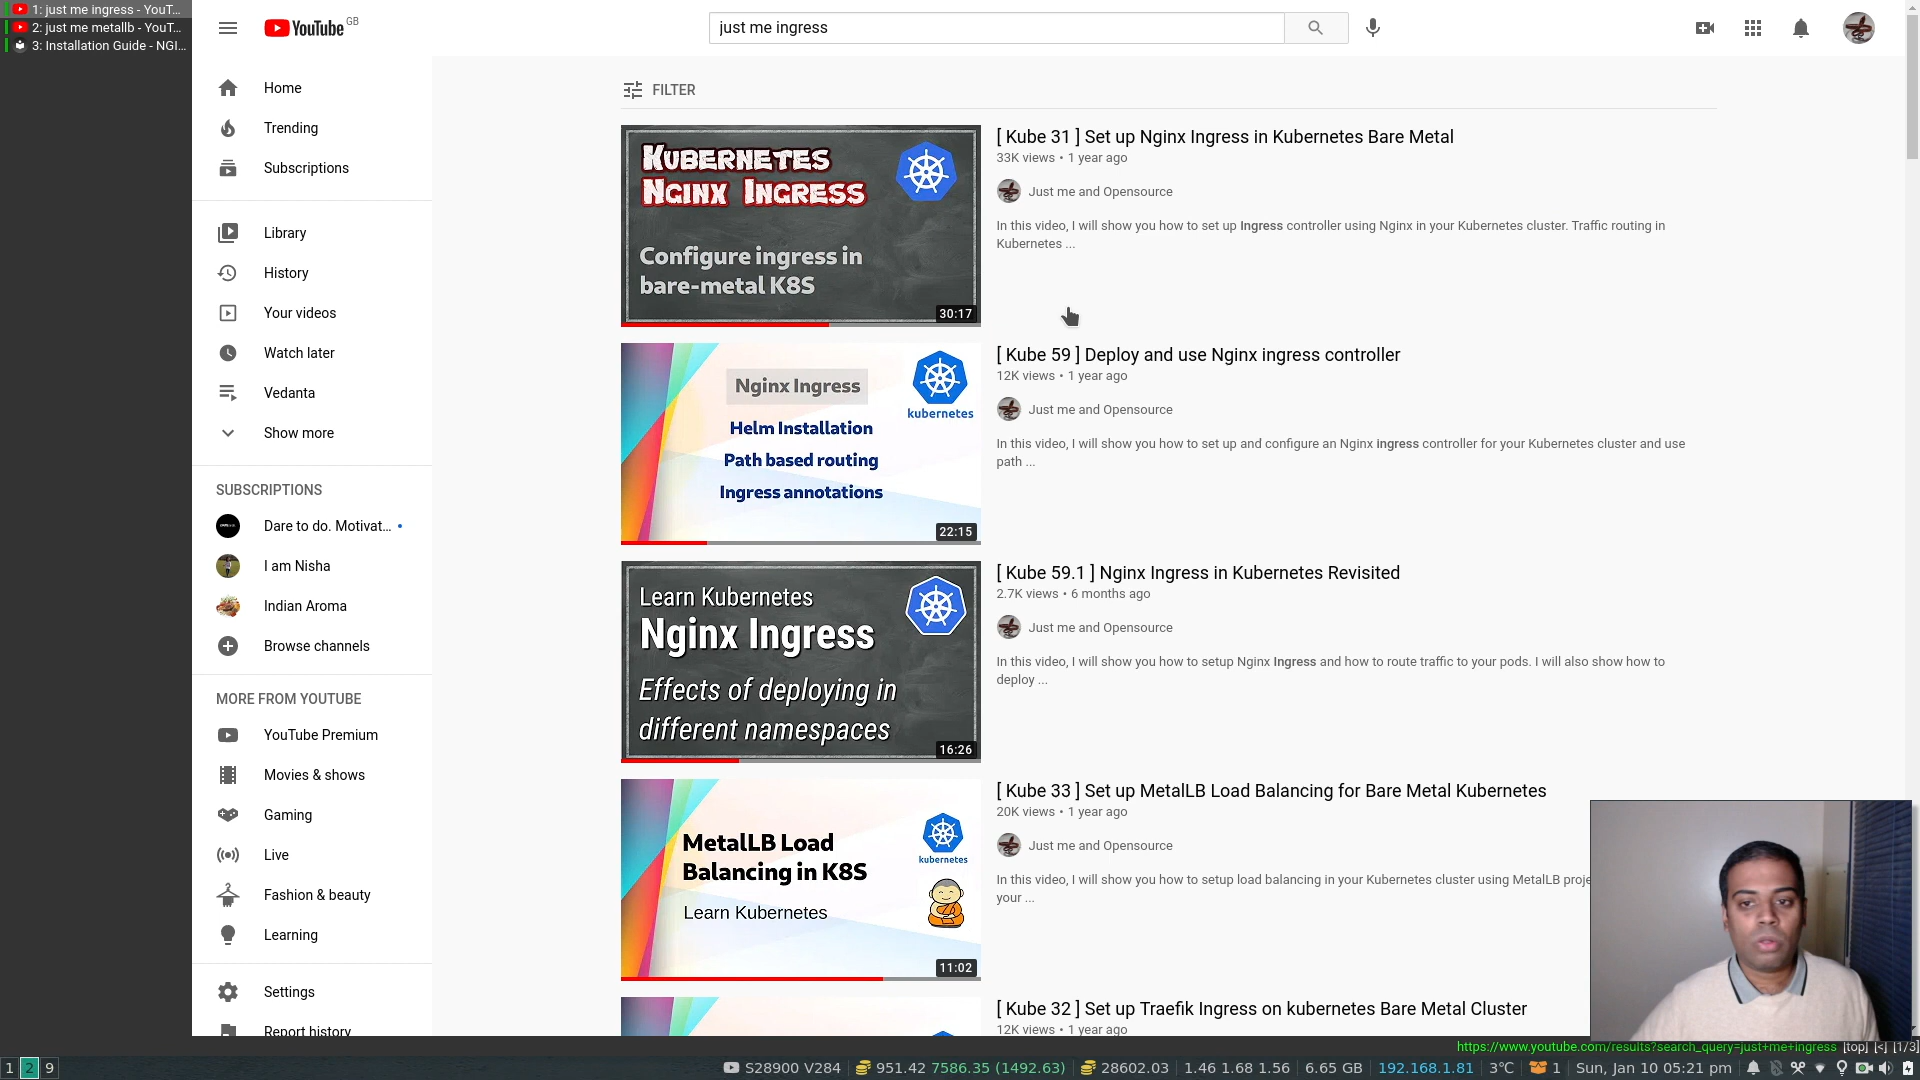 1: just me ingress - YouT...
2: just me metallb - YouT...
3: Installation Guide - NGI...
YouTube GB
just me ingress
Home
Trending
Subscriptions
Library
History
Your videos
Watch later
Vedanta
Show more
SUBSCRIPTIONS
Dare to do. Motivat...
I am Nisha
Indian Aroma
Browse channels
MORE FROM YOUTUBE
YouTube Premium
Movies & shows
Gaming
Live
Fashion & beauty
Learning
Settings
Report history
FILTER
KUBERNETES
NGINX INGRESS
Configure ingress in
bare-metal K8S
30:17
[ Kube 31 ] Set up Nginx Ingress in Kubernetes Bare Metal
33K views • 1 year ago
Just me and Opensource
In this video, I will show you how to set up Ingress controller using Nginx in your Kubernetes cluster. Traffic routing in
Kubernetes ...
Nginx Ingress
kubernetes
Helm Installation
Path based routing
Ingress annotations
22:15
[ Kube 59 ] Deploy and use Nginx ingress controller
12K views • 1 year ago
Just me and Opensource
In this video, I will show you how to set up and configure an Nginx ingress controller for your Kubernetes cluster and use
path ...
Learn Kubernetes
Nginx Ingress
Effects of deploying in
different namespaces
16:26
[ Kube 59.1 ] Nginx Ingress in Kubernetes Revisited
2.7K views • 6 months ago
Just me and Opensource
In this video, I will show you how to setup Nginx Ingress and how to route traffic to your pods. I will also show how to
deploy ...
MetalLB Load
Balancing in K8S
kubernetes
Learn Kubernetes
11:02
[ Kube 33 ] Set up MetalLB Load Balancing for Bare Metal Kubernetes
20K views • 1 year ago
Just me and Opensource
In this video, I will show you how to setup load balancing in your Kubernetes cluster using MetalLB proje
your ...
[ Kube 32 ] Set up Traefik Ingress on kubernetes Bare Metal Cluster
12K views • 1 year ago
https://www.youtube.com/results?search_query=just+me+ingress [top] [<] [1/3]
1 2 9
S28900 V284 951.42 7586.35 (1492.63) 28602.03 1.46 1.68 1.56 6.65 GB 192.168.1.81 3°C 1 Sun, Jan 10 05:21 pm